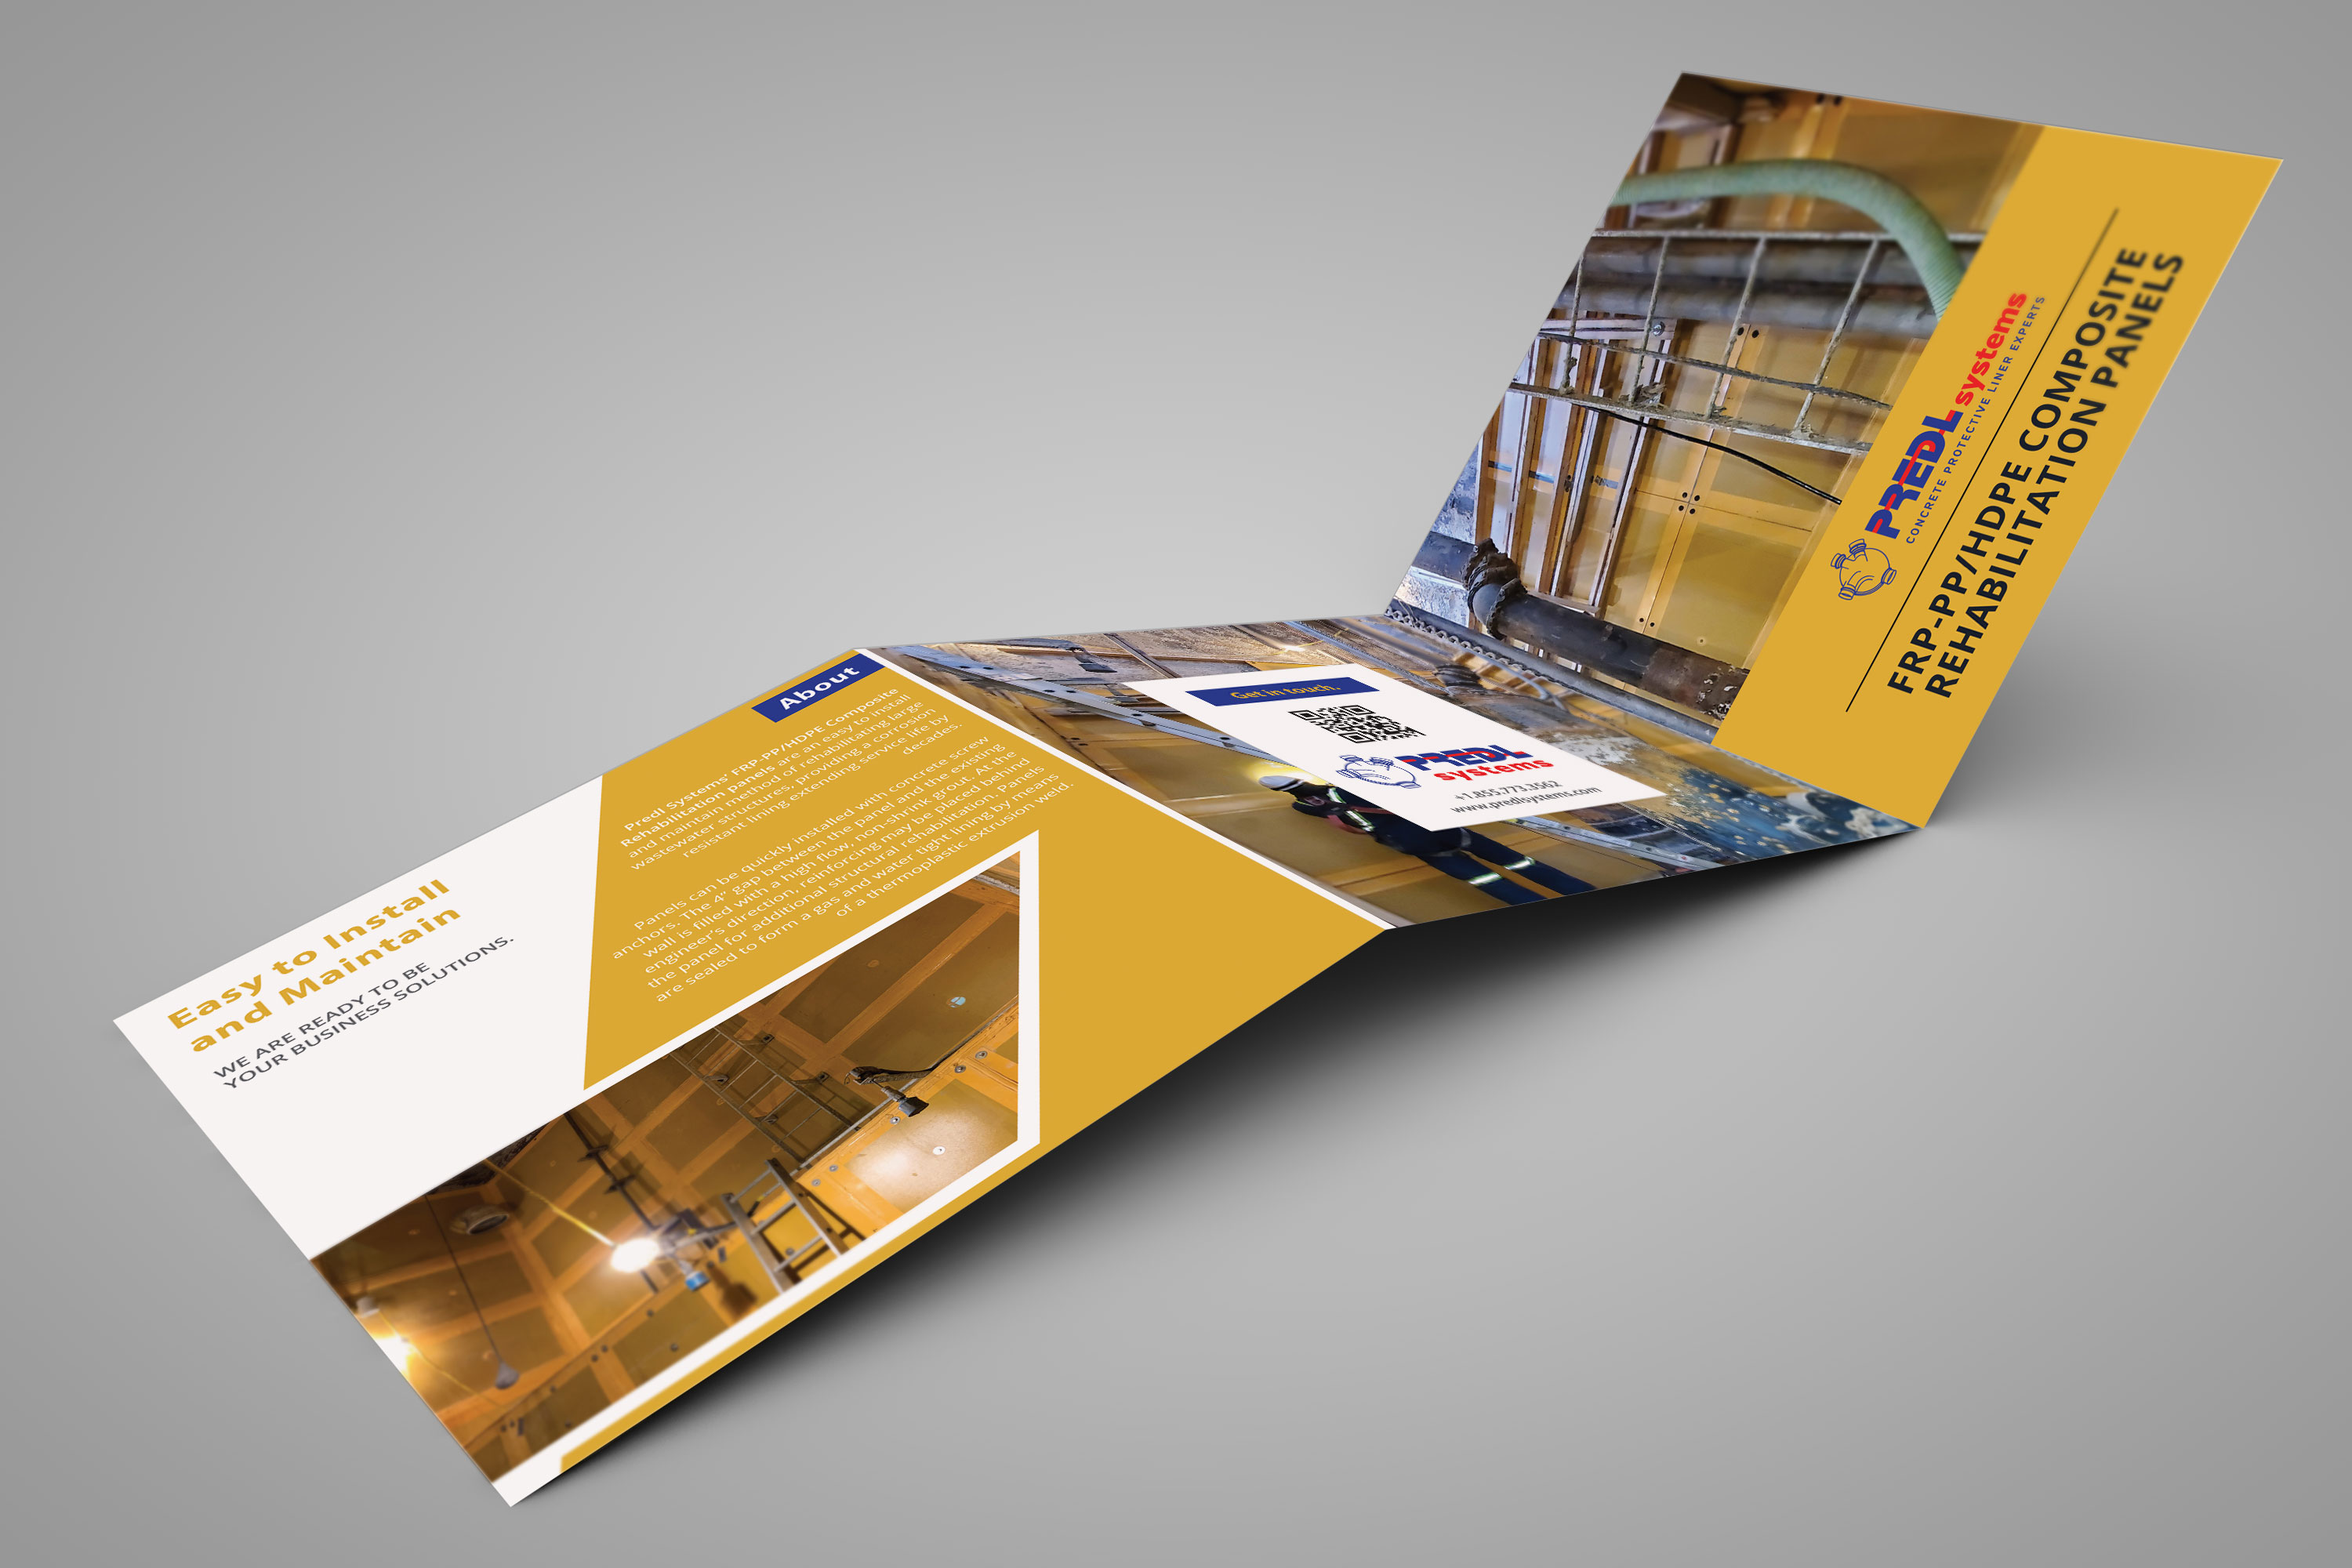 Easy to Install
and Maintain
WE ARE READY TO BE
YOUR BUSINESS SOLUTIONS.
About
Predl Systems' FRP-PP/HDPE Composite
Rehabilitation panels are an easy to install
and maintain method of rehabilitating large
wastewater structures, providing a corrosion
resistant lining extending service life by
decades.
Panels can be quickly installed with concrete screw
anchors. The 4" gap between the panel and the existing
wall is filled with a high flow, non-shrink grout. At the
engineer's direction, reinforcing may be placed behind
the panel for additional structural rehabilitation. Panels
are sealed to form a gas and water tight lining by means
of a thermoplastic extrusion weld.
Get in touch.
PREDL
systems
+1.855.773.3562
www.predlsystems.com
PREDL systems
CONCRETE PROTECTIVE LINER EXPERTS
FRP-PP/HDPE COMPOSITE
REHABILITATION PANELS